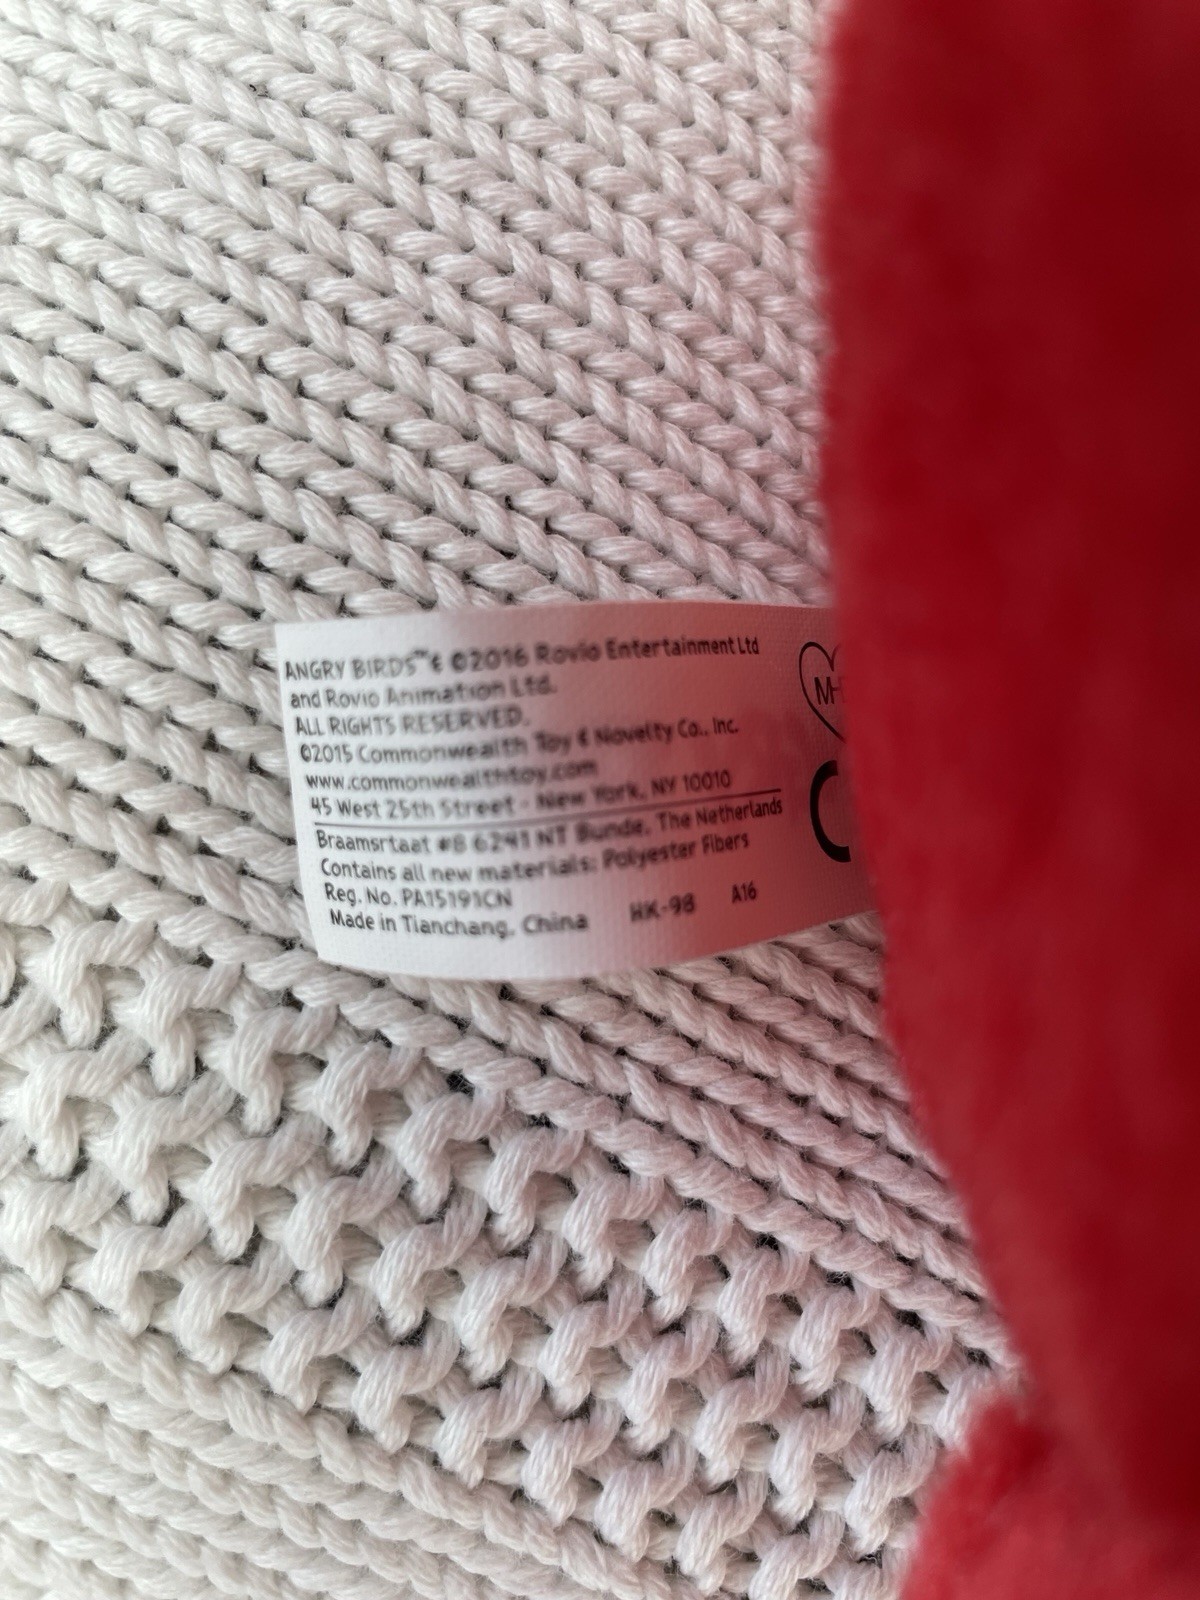 ANGRY BIRDS™ & ©2016 Rovio Entertainment Ltd
and Rovio Animation Ltd.
ALL RIGHTS RESERVED.
©2015 Commonwealth Toy & Novelty Co., Inc.
www.commonwealthtoy.com
45 West 25th Street - New York, NY 10010
Braamsrtaat #8 6241 NT Bunde, The Netherlands
Contains all new materials: Polyester Fibers
Reg. No. PA15191CN
Made in Tianchang, China HK-98 A16